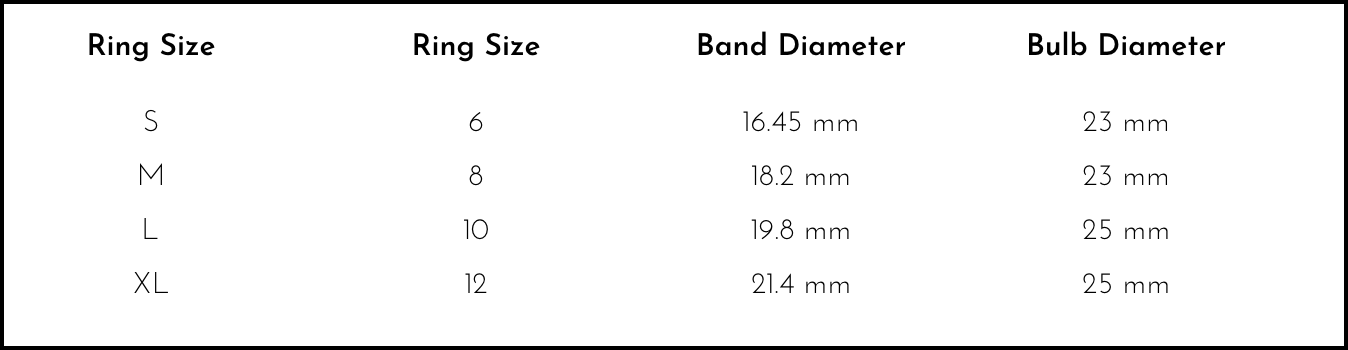 Ring Size Ring Size Band Diameter Bulb Diameter
S 6 16.45 mm 23 mm
M 8 18.2 mm 23 mm
L 10 19.8 mm 25 mm
XL 12 21.4 mm 25 mm